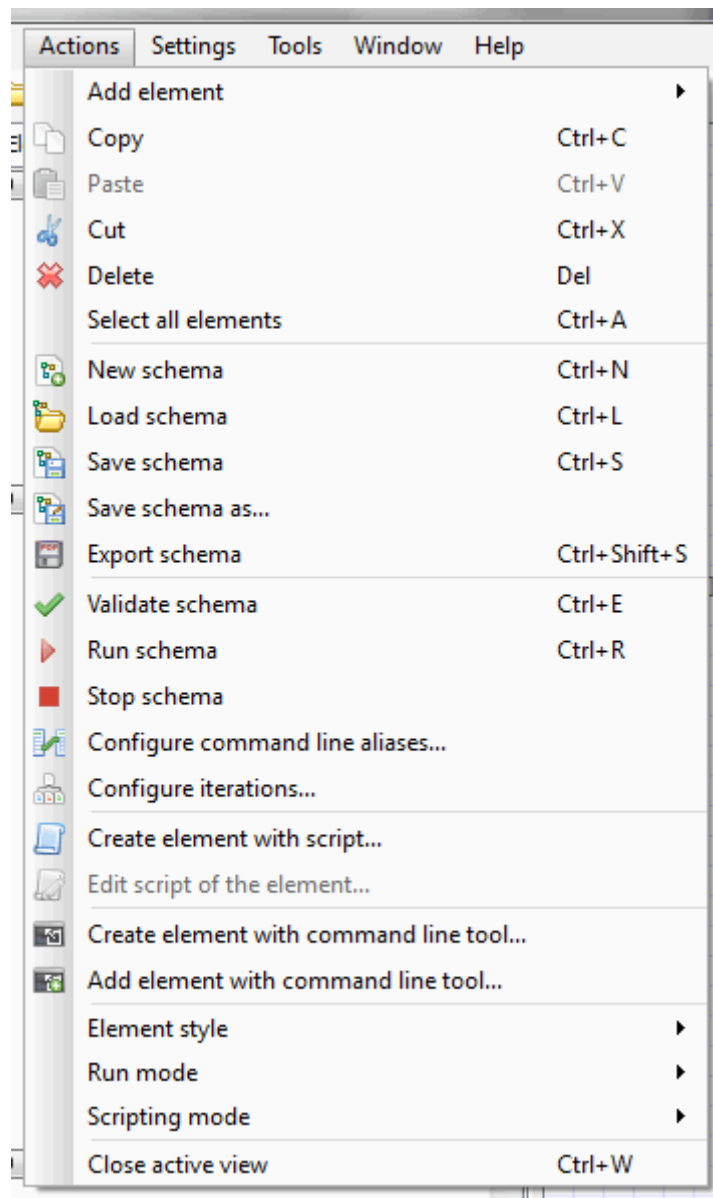 Actions Settings Tools Window Help
Add element
Copy Ctrl+C
Paste Ctrl+V
Cut Ctrl+X
Delete Del
Select all elements Ctrl+A
New schema Ctrl+N
Load schema Ctrl+L
Save schema Ctrl+S
Save schema as...
Export schema Ctrl+Shift+S
Validate schema Ctrl+E
Run schema Ctrl+R
Stop schema
Configure command line aliases...
Configure iterations...
Create element with script...
Edit script of the element...
Create element with command line tool...
Add element with command line tool...
Element style
Run mode
Scripting mode
Close active view Ctrl+W